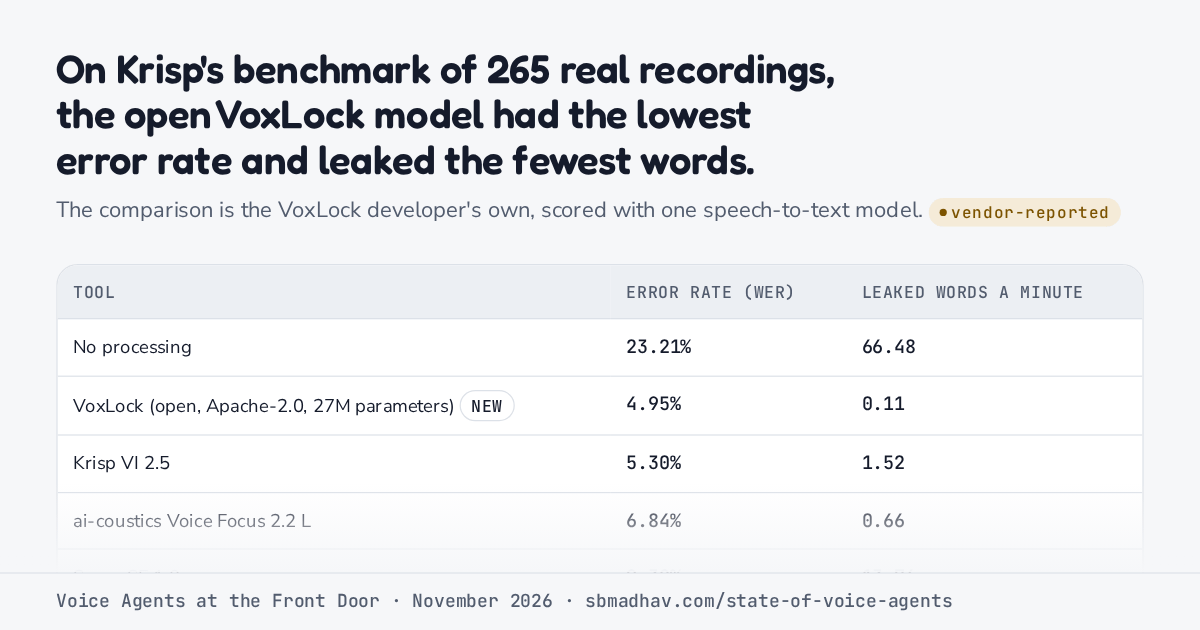 On Krisp's benchmark of 265 real recordings,
the open VoxLock model had the lowest
error rate and leaked the fewest words.
The comparison is the VoxLock developer's own, scored with one speech-to-text model. vendor-reported
TOOL ERROR RATE (WER) LEAKED WORDS A MINUTE
No processing 23.21% 66.48
VoxLock (open, Apache-2.0, 27M parameters) NEW 4.95% 0.11
Krisp VI 2.5 5.30% 1.52
ai-coustics Voice Focus 2.2 L 6.84% 0.66
Voice Agents at the Front Door · November 2026 · sbmadhav.com/state-of-voice-agents